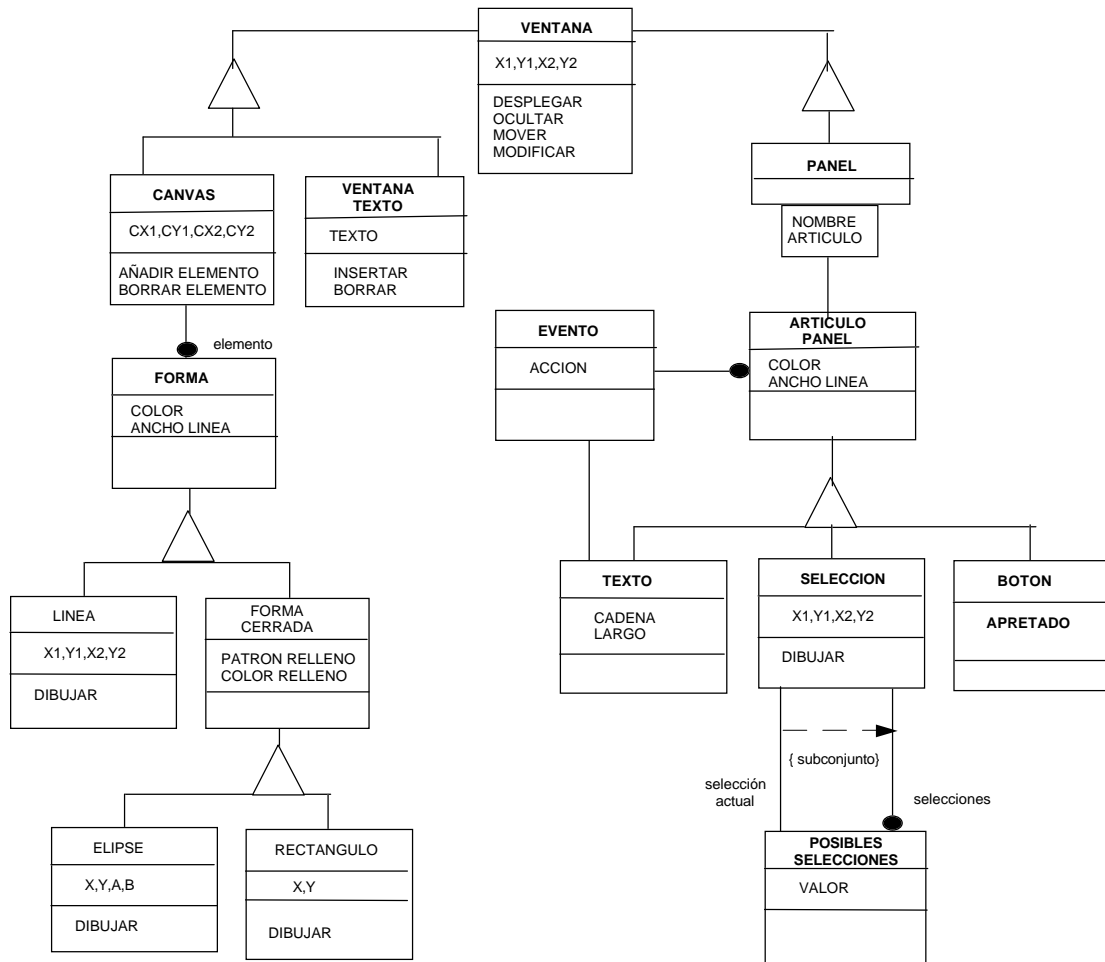 VENTANA
X1,Y1,X2,Y2
DESPLEGAR
OCULTAR
MOVER
MODIFICAR
CANVAS
CX1,CY1,CX2,CY2
AÑADIR ELEMENTO
BORRAR ELEMENTO
VENTANA
TEXTO
TEXTO
INSERTAR
BORRAR
PANEL
NOMBRE
ARTICULO
elemento
FORMA
COLOR
ANCHO LINEA
EVENTO
ACCION
ARTICULO
PANEL
COLOR
ANCHO LINEA
LINEA
X1,Y1,X2,Y2
DIBUJAR
FORMA
CERRADA
PATRON RELLENO
COLOR RELLENO
TEXTO
CADENA
LARGO
SELECCION
X1,Y1,X2,Y2
DIBUJAR
BOTON
APRETADO
{ subconjunto}
selección
actual
selecciones
ELIPSE
X,Y,A,B
DIBUJAR
RECTANGULO
X,Y
DIBUJAR
POSIBLES
SELECCIONES
VALOR